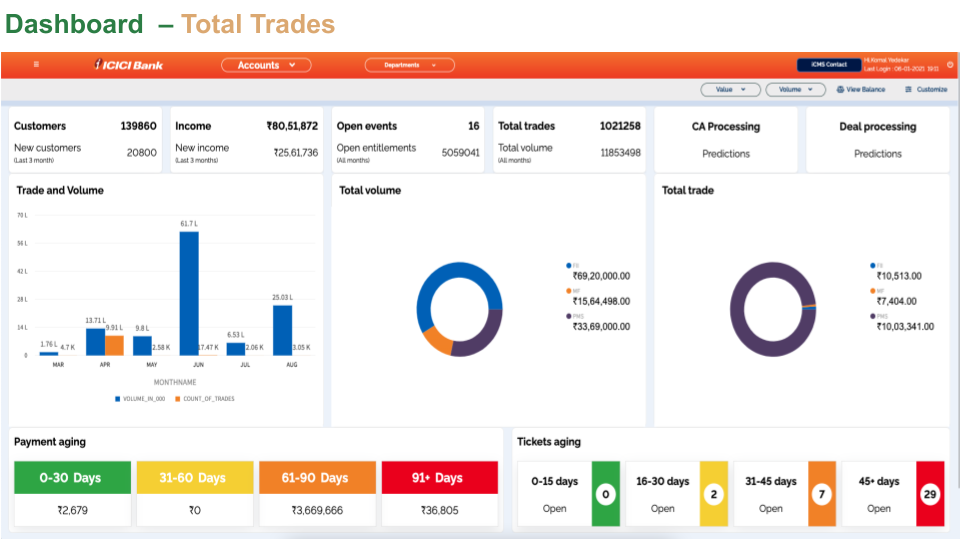 Dashboard – Total Trades
ICICI Bank
Accounts
Departments
ICMS Contact
Hi, Komal Yedekar
Last Login : 06-01-2021 19:11
Value
Volume
View Balance
Customize
Customers 139860
New customers 20800
(Last 3 month)
Income ₹80,51,872
New income ₹25,61,736
(Last 3 months)
Open events 16
Open entitlements 5059041
(All months)
Total trades 1021258
Total volume 11853498
(All months)
CA Processing
Predictions
Deal processing
Predictions
Trade and Volume
70 L
56 L
42 L
28 L
14 L
0
1.76 L
4.7 K
13.71 L
9.91 L
9.8 L
2.58 K
61.7 L
17.47 K
6.53 L
2.06 K
25.03 L
3.05 K
MAR APR MAY JUN JUL AUG
MONTHNAME
VOLUME_IN_000 COUNT_OF_TRADES
Total volume
FX
₹69,20,000.00
MF
₹15,64,498.00
PMS
₹33,69,000.00
Total trade
FX
₹10,513.00
MF
₹7,404.00
PMS
₹10,03,341.00
Payment aging
0-30 Days
₹2,679
31-60 Days
₹0
61-90 Days
₹3,669,666
91+ Days
₹36,805
Tickets aging
0-15 days
Open
0
16-30 days
Open
2
31-45 days
Open
7
45+ days
Open
29